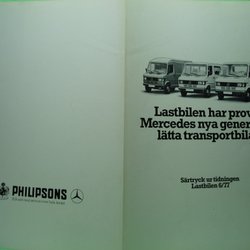 PHILIPSONS
Lastbilen har prov
Mercedes nya gener
lätta transportbila
Särtryck ur tidningen
Lastbilen 6/77